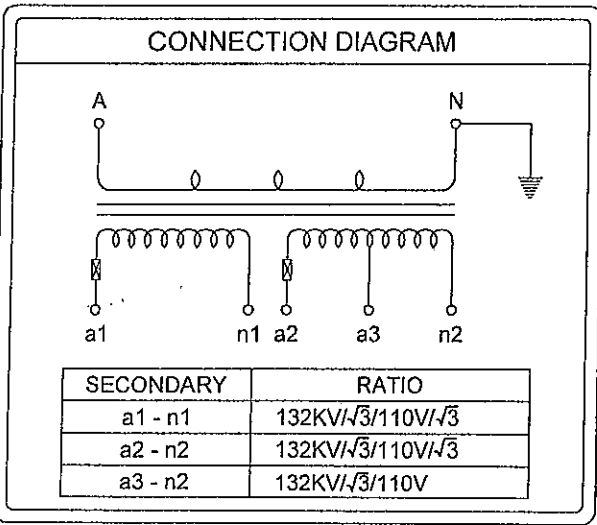 CONNECTION DIAGRAM
A N
a1 n1 a2 a3 n2
SECONDARY RATIO
a1 - n1 132KV/√3/110V/√3
a2 - n2 132KV/√3/110V/√3
a3 - n2 132KV/√3/110V